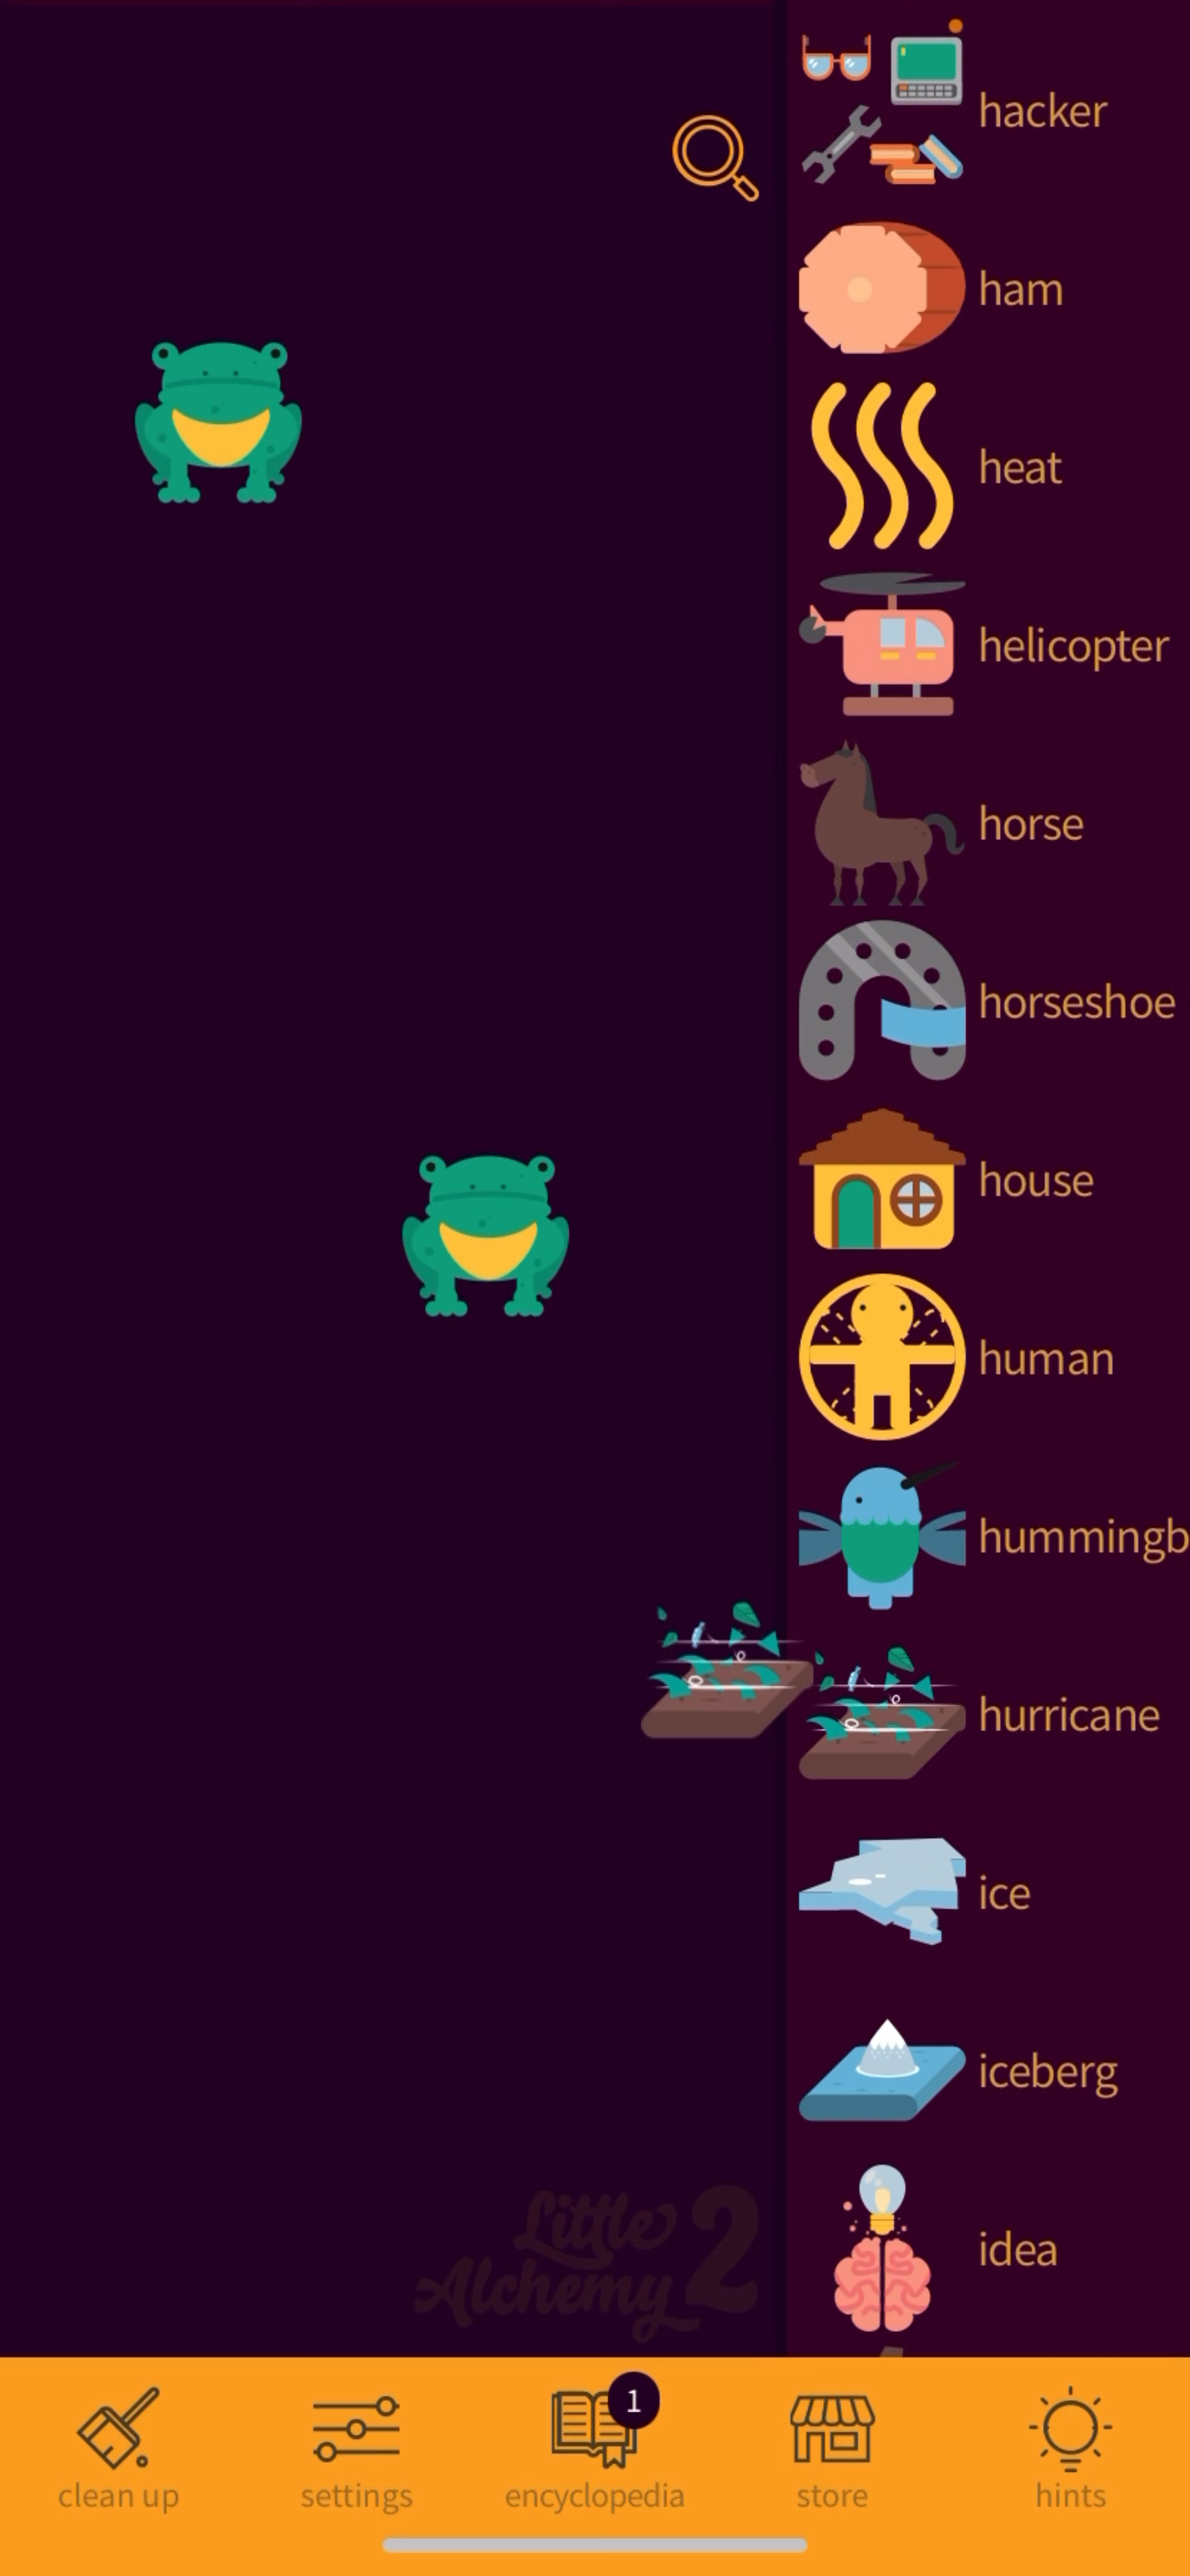 hacker
ham
heat
helicopter
horse
horseshoe
house
human
hummingb
hurricane
ice
iceberg
idea
Little
Alchemy 2
1
clean up
settings
encyclopedia
store
hints